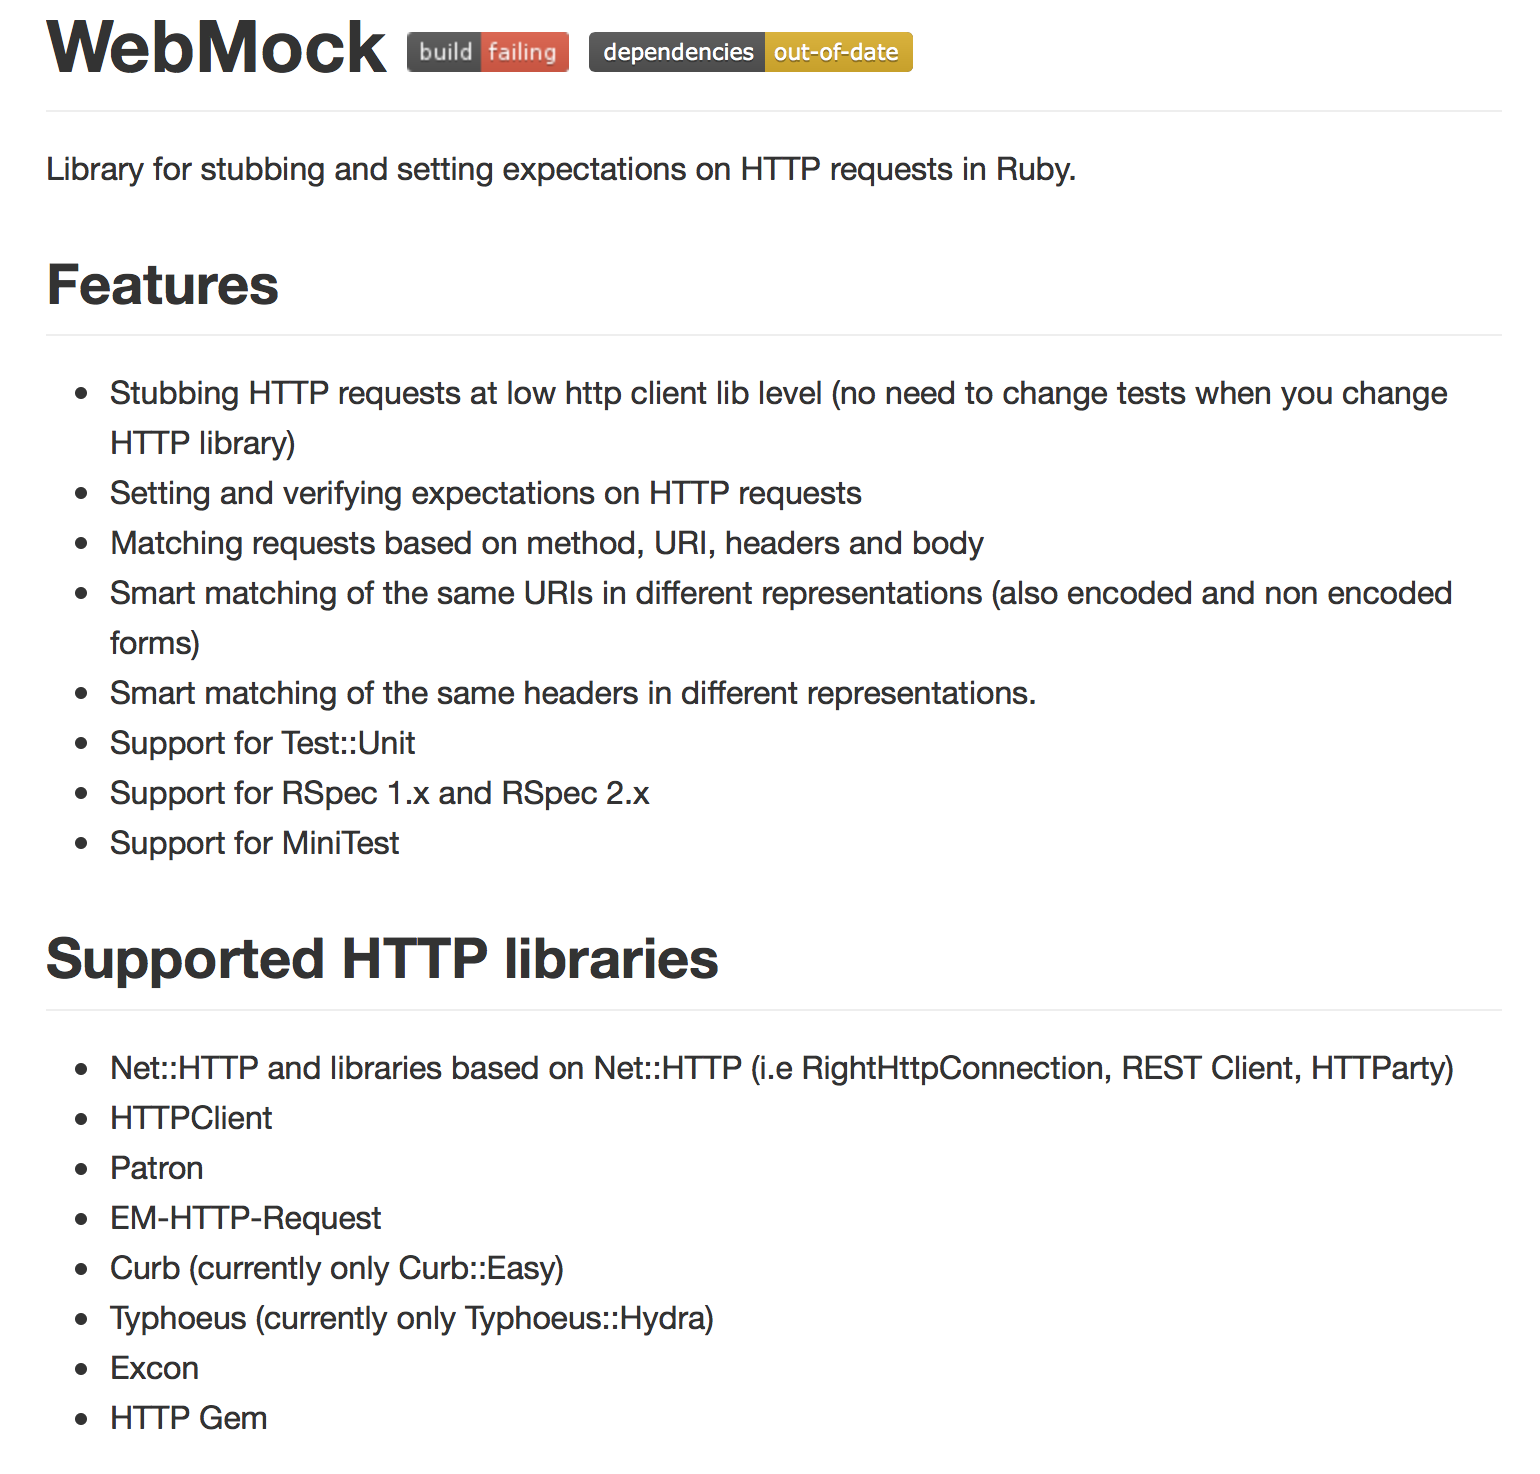 WebMock build failing dependencies out-of-date
Library for stubbing and setting expectations on HTTP requests in Ruby.
Features
• Stubbing HTTP requests at low http client lib level (no need to change tests when you change
HTTP library)
• Setting and verifying expectations on HTTP requests
• Matching requests based on method, URI, headers and body
• Smart matching of the same URIs in different representations (also encoded and non encoded
forms)
• Smart matching of the same headers in different representations.
• Support for Test::Unit
• Support for RSpec 1.x and RSpec 2.x
• Support for MiniTest
Supported HTTP libraries
• Net::HTTP and libraries based on Net::HTTP (i.e RightHttpConnection, REST Client, HTTParty)
• HTTPClient
• Patron
• EM-HTTP-Request
• Curb (currently only Curb::Easy)
• Typhoeus (currently only Typhoeus::Hydra)
• Excon
• HTTP Gem